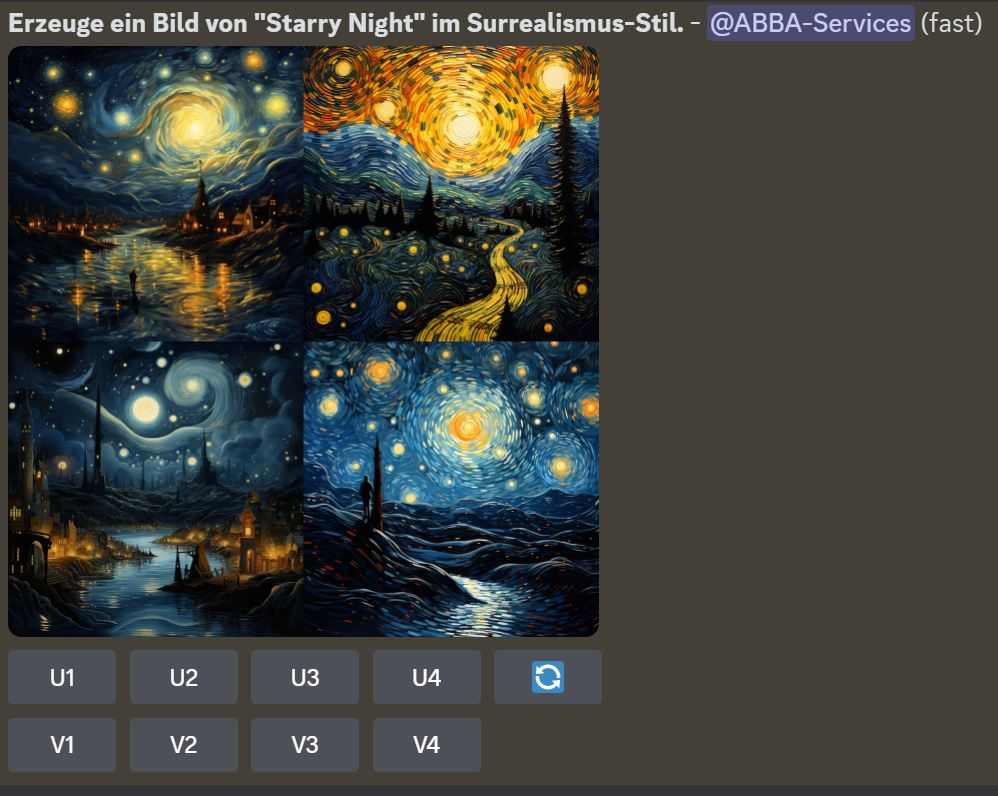 Erzeuge ein Bild von "Starry Night" im Surrealismus-Stil. - @ABBA-Services (fast)
U1 U2 U3 U4
V1 V2 V3 V4